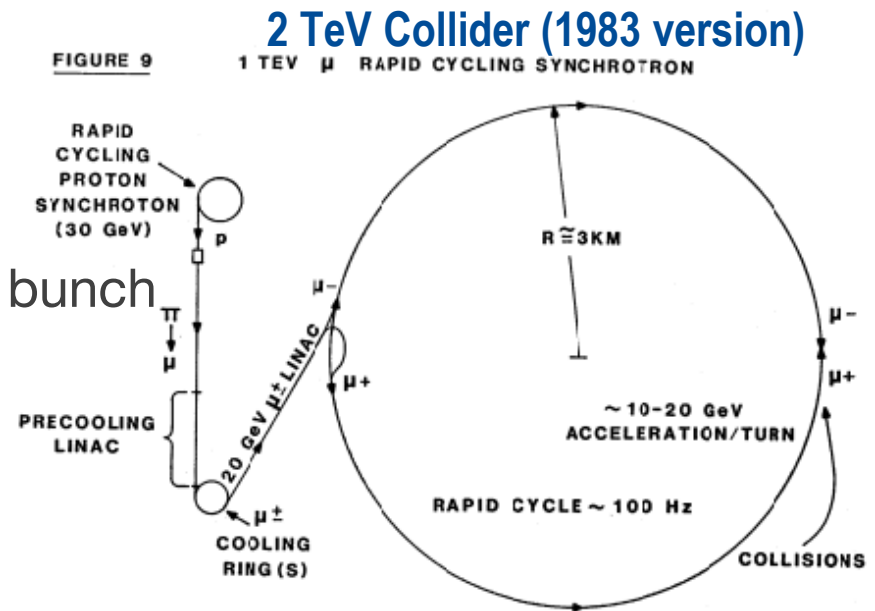 2 TeV Collider (1983 version)
FIGURE 9
1 TEV μ RAPID CYCLING SYNCHROTRON
RAPID
CYCLING
PROTON
SYNCHROTON
(30 GeV)
p
bunch
π
μ
PRECOOLING
LINAC
μ±
COOLING
RING(S)
20 GeV μ± LINAC
μ-
μ+
R ≅ 3KM
μ-
μ+
~10-20 GeV
ACCELERATION/TURN
RAPID CYCLE ~ 100 Hz
COLLISIONS